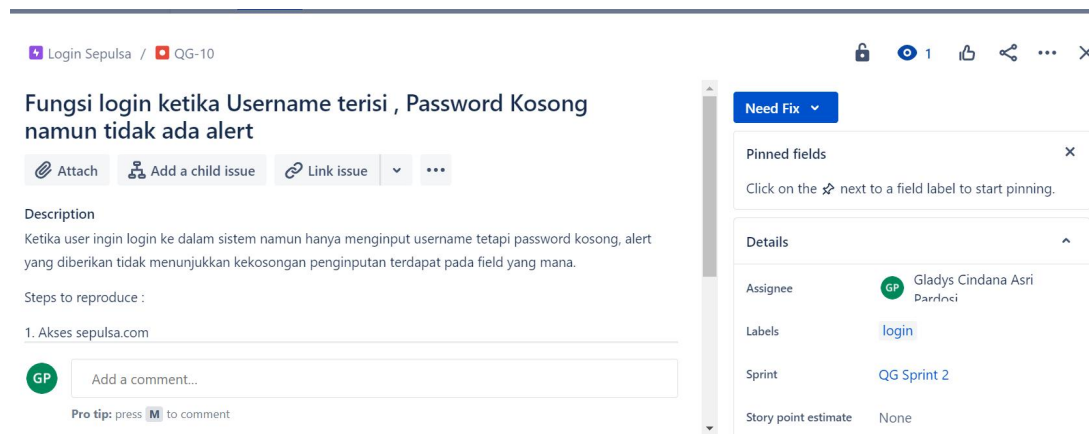 Login Sepulsa / QG-10
1
Fungsi login ketika Username terisi , Password Kosong
namun tidak ada alert
Attach
Add a child issue
Link issue
Description
Ketika user ingin login ke dalam sistem namun hanya menginput username tetapi password kosong, alert
yang diberikan tidak menunjukkan kekosongan penginputan terdapat pada field yang mana.
Steps to reproduce :
1. Akses sepulsa.com
GP
Add a comment...
Pro tip: press M to comment
Need Fix
Pinned fields
Click on the next to a field label to start pinning.
Details
Assignee
GP
Gladys Cindana Asri
Pardosi
Labels
login
Sprint
QG Sprint 2
Story point estimate
None